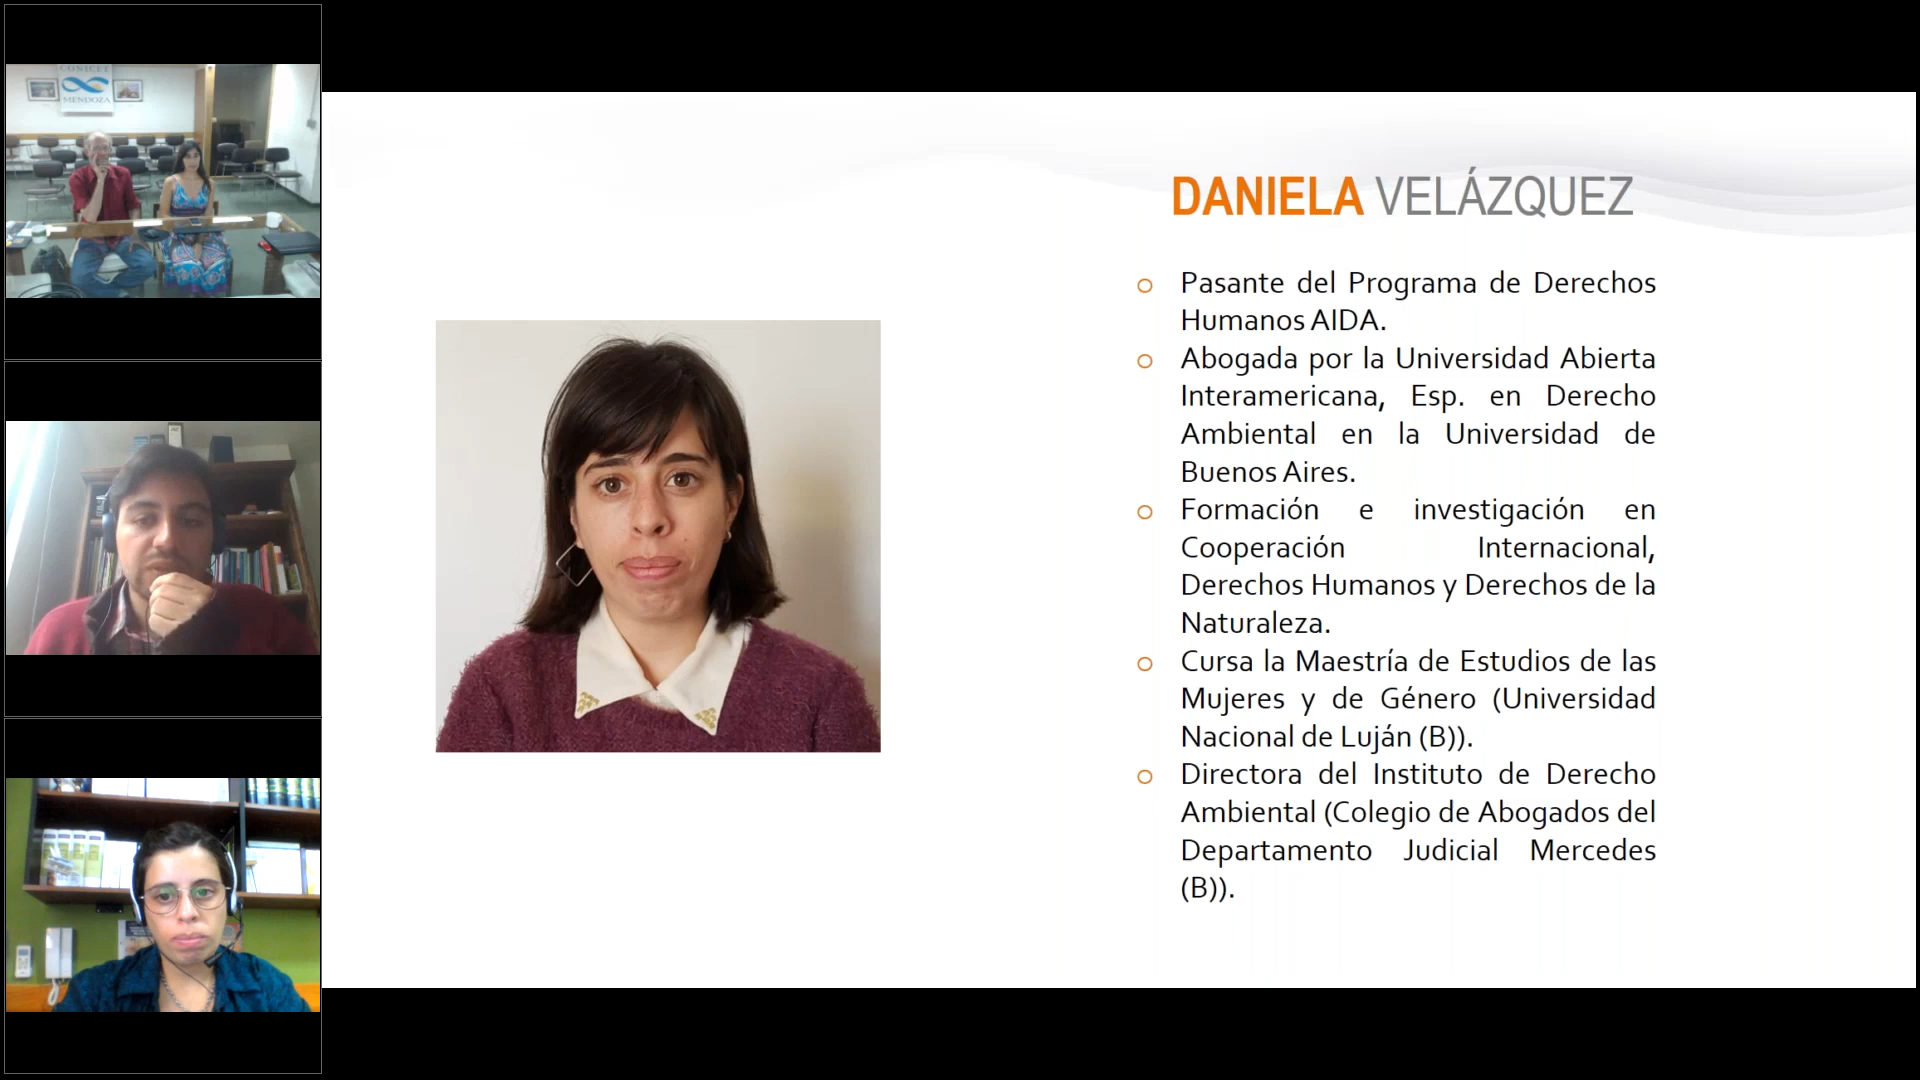 CONICET
MENDOZA
DANIELA VELÁZQUEZ
Pasante del Programa de Derechos
Humanos AIDA.
Abogada por la Universidad Abierta
Interamericana, Esp. en Derecho
Ambiental en la Universidad de
Buenos Aires.
Formación e investigación en
Cooperación Internacional,
Derechos Humanos y Derechos de la
Naturaleza.
Cursa la Maestría de Estudios de las
Mujeres y de Género (Universidad
Nacional de Luján (B)).
Directora del Instituto de Derecho
Ambiental (Colegio de Abogados del
Departamento Judicial Mercedes
(B)).